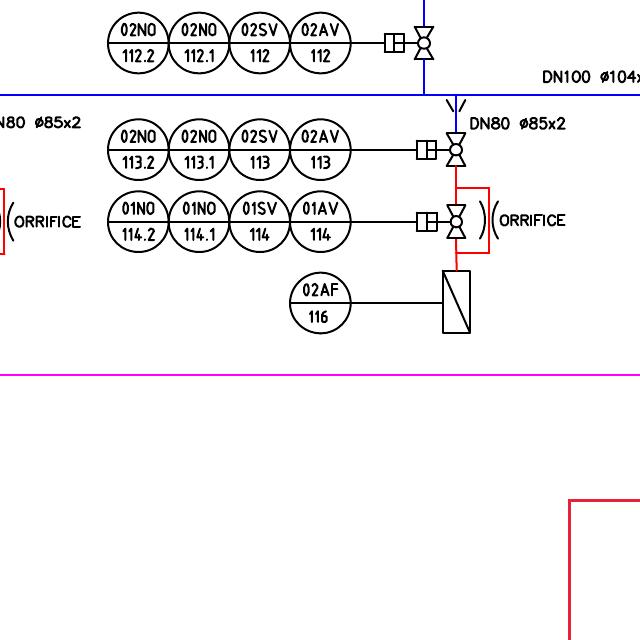 02NO 02NO 02SV 02AV
112.2 112.1 112 112
DN100 ø104x
N80 ø85x2
DN80 ø85x2
02NO 02NO 02SV 02AV
113.2 113.1 113 113
01NO 01NO 01SV 01AV
114.2 114.1 114 114
ORRIFICE
ORRIFICE
02AF
116